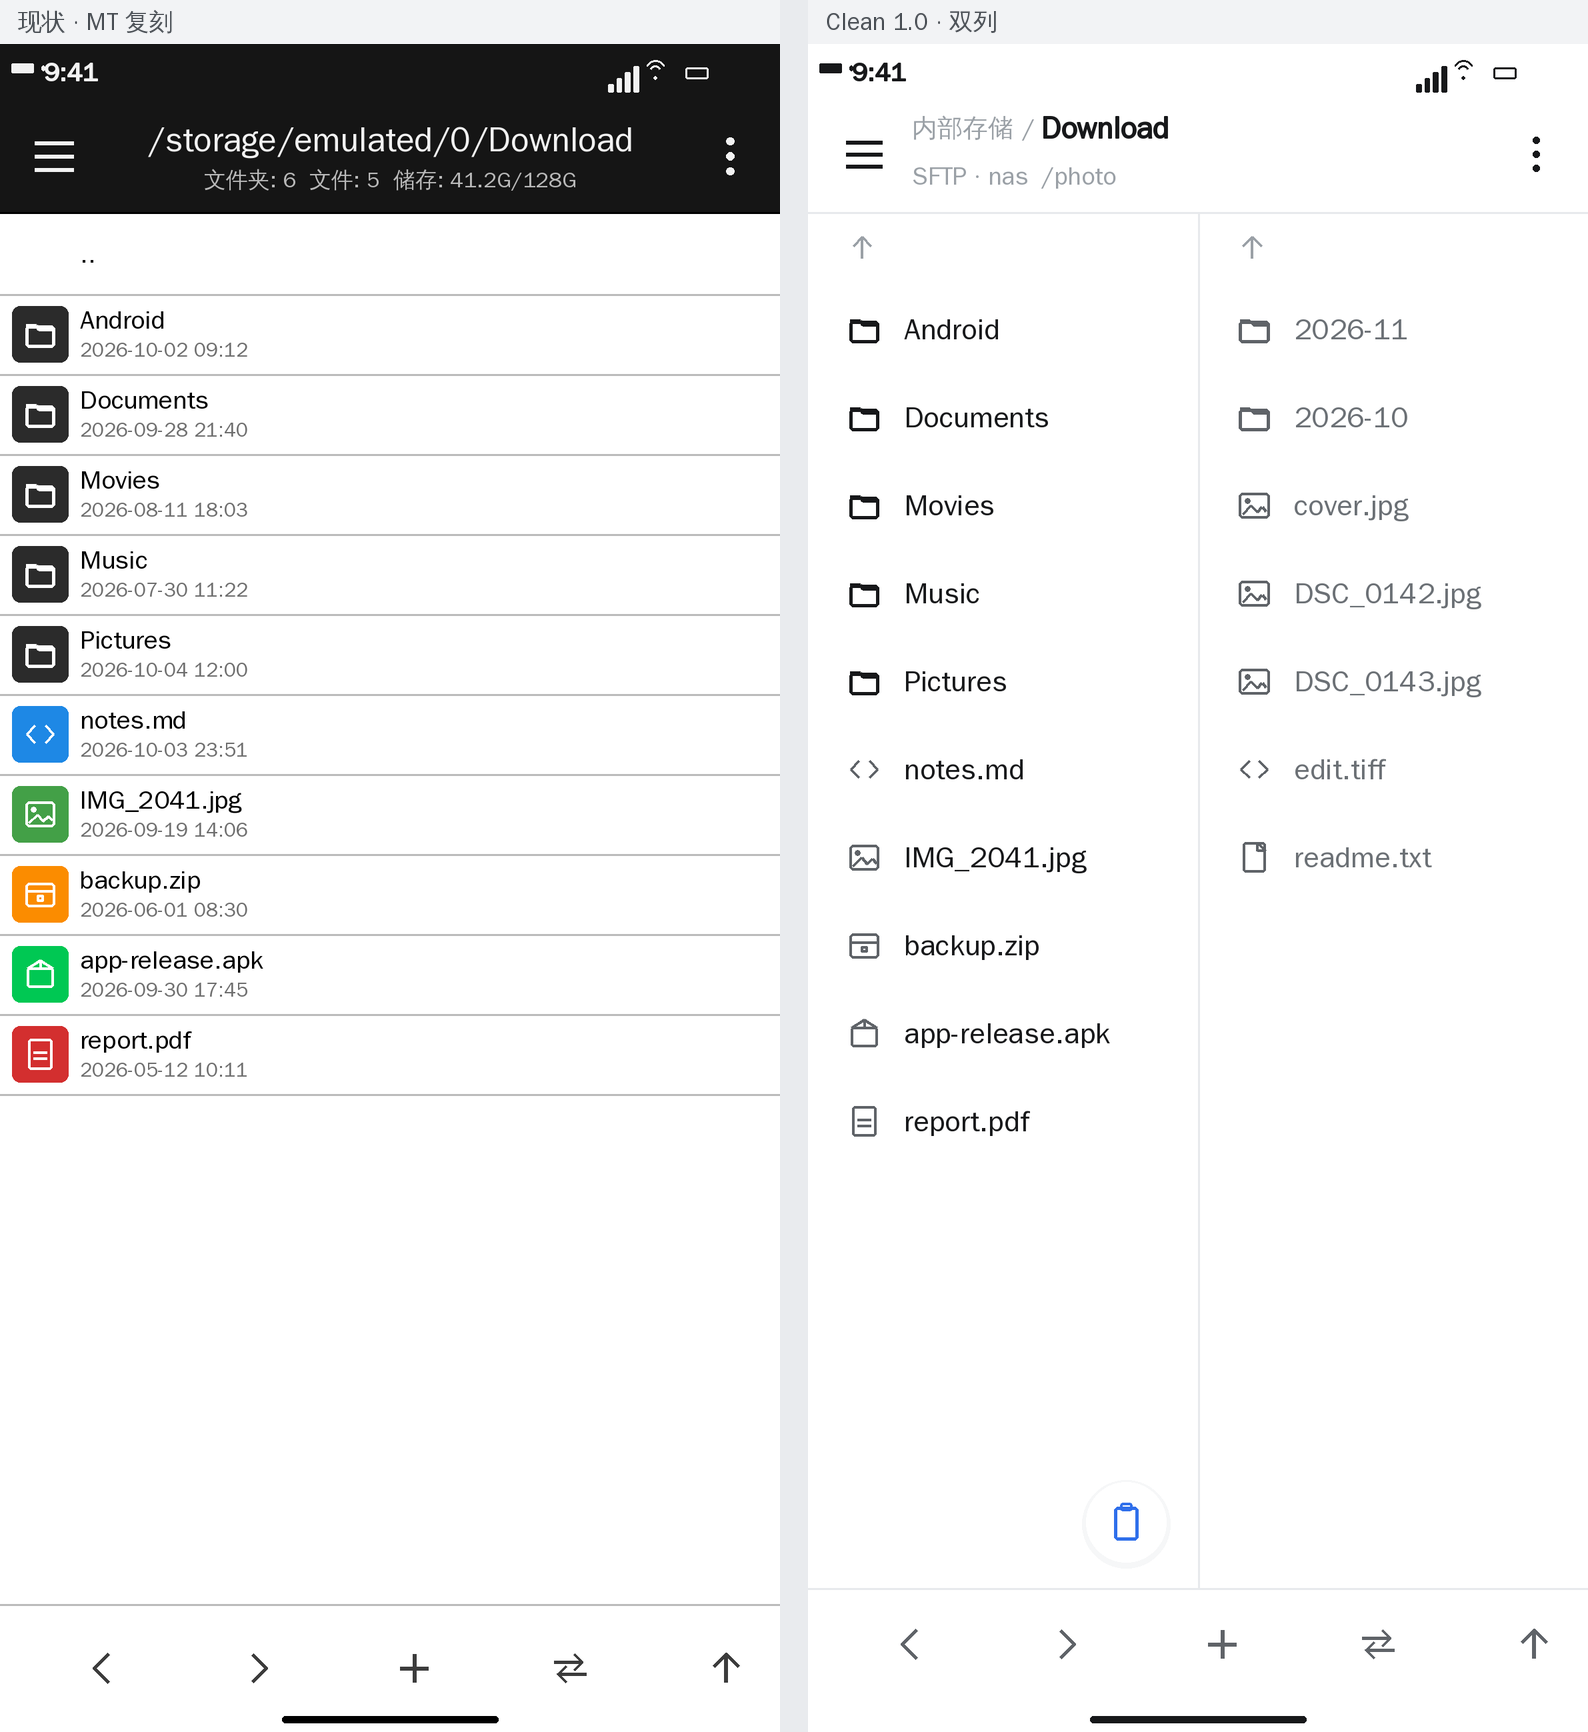 现状 · MT 复刻
9:41
/storage/emulated/0/Download
文件夹: 6 文件: 5 储存: 41.2G/128G
..
Android
2026-10-02 09:12
Documents
2026-09-28 21:40
Movies
2026-08-11 18:03
Music
2026-07-30 11:22
Pictures
2026-10-04 12:00
notes.md
2026-10-03 23:51
IMG_2041.jpg
2026-09-19 14:06
backup.zip
2026-06-01 08:30
app-release.apk
2026-09-30 17:45
report.pdf
2026-05-12 10:11
Clean 1.0 · 双列
9:41
内部存储 / Download
SFTP · nas /photo
Android
Documents
Movies
Music
Pictures
notes.md
IMG_2041.jpg
backup.zip
app-release.apk
report.pdf
2026-11
2026-10
cover.jpg
DSC_0142.jpg
DSC_0143.jpg
edit.tiff
readme.txt